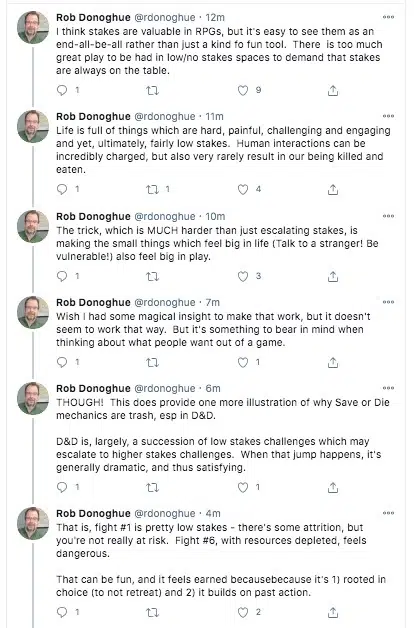 Rob Donoghue @rdonoghue · 12m
I think stakes are valuable in RPGs, but it's easy to see them as an
end-all-be-all rather than just a kind fo fun tool.  There  is too much
great play to be had in low/no stakes spaces to demand that stakes
are always on the table.
1 9
Rob Donoghue @rdonoghue · 11m
Life is full of things which are hard, painful, challenging and engaging
and yet, ultimately, fairly low stakes.  Human interactions can be
incredibly charged, but also very rarely result in our being killed and
eaten.
1 1 4
Rob Donoghue @rdonoghue · 10m
The trick, which is MUCH harder than just escalating stakes, is
making the small things which feel big in life (Talk to a stranger! Be
vulnerable!) also feel big in play.
1 3
Rob Donoghue @rdonoghue · 7m
Wish I had some magical insight to make that work, but it doesn't
seem to work that way.  But it's something to bear in mind when
thinking about what people want out of a game.
1 1
Rob Donoghue @rdonoghue · 6m
THOUGH!  This does provide one more illustration of why Save or Die
mechanics are trash, esp in D&D.
D&D is, largely, a succession of low stakes challenges which may
escalate to higher stakes challenges.  When that jump happens, it's
generally dramatic, and thus satisfying.
1 1
Rob Donoghue @rdonoghue · 4m
That is, fight #1 is pretty low stakes - there's some attrition, but
you're not really at risk.  Fight #6, with resources depleted, feels
dangerous.
That can be fun, and it feels earned becausebecause it's 1) rooted in
choice (to not retreat) and 2) it builds on past action.
1 2